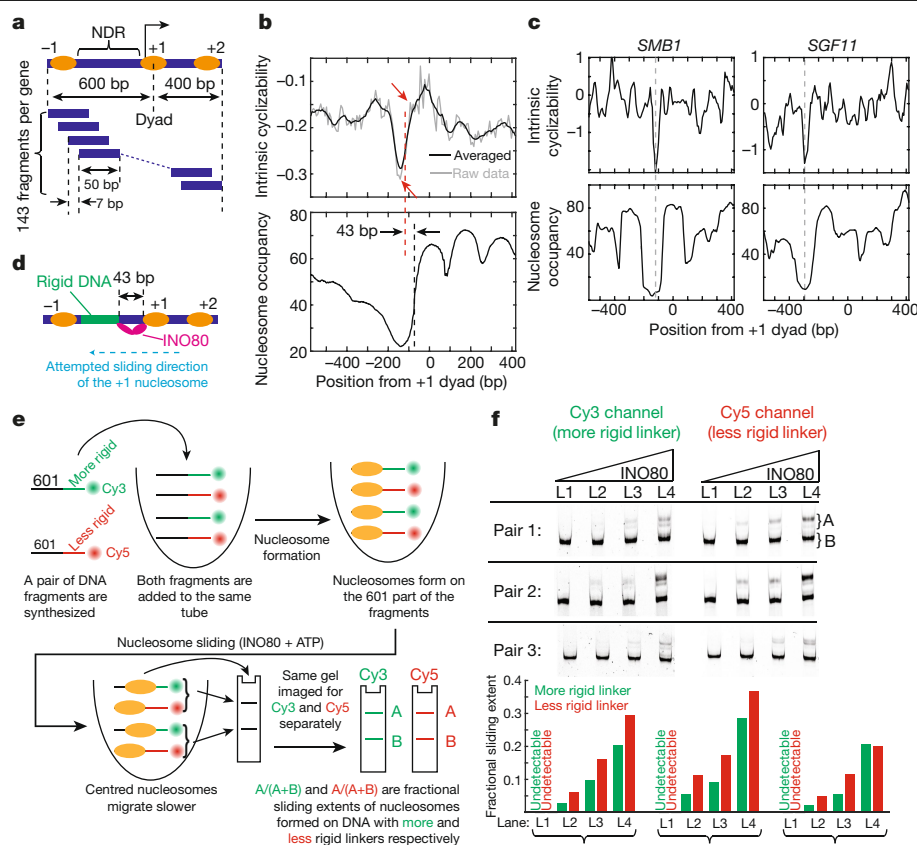 a
NDR
−1
+1
+2
600 bp
400 bp
Dyad
143 fragments per gene
50 bp
7 bp
b
Intrinsic cyclizability
−0.1
−0.2
−0.3
Averaged
Raw data
Nucleosome occupancy
80
60
40
20
43 bp
−400 −200 0 200 400
Position from +1 dyad (bp)
c
SMB1
SGF11
Intrinsic
cyclizability
0
−1
1
0
−1
Nucleosome
occupancy
80
40
80
40
−400 0 400
−400 0 400
Position from +1 dyad (bp)
d
Rigid DNA
43 bp
−1
+1
+2
INO80
Attempted sliding direction
of the +1 nucleosome
e
601
More rigid
Cy3
601
Less rigid
Cy5
A pair of DNA
fragments are
synthesized
Both fragments are
added to the same
tube
Nucleosome
formation
Nucleosomes form on
the 601 part of the
fragments
Nucleosome sliding (INO80 + ATP)
Centred nucleosomes
migrate slower
Same gel
imaged for
Cy3 and Cy5
separately
Cy3 Cy5
A A
B B
A/(A+B) and A/(A+B) are fractional
sliding extents of nucleosomes
formed on DNA with more and
less rigid linkers respectively
f
Cy3 channel
(more rigid linker)
Cy5 channel
(less rigid linker)
INO80
INO80
L1 L2 L3 L4
L1 L2 L3 L4
Pair 1:
A
B
Pair 2:
Pair 3:
Fractional sliding extent
0.4
0.3
0.2
0.1
More rigid linker
Less rigid linker
Undetectable
Undetectable
Undetectable
Undetectable
Undetectable
Undetectable
Lane: L1 L2 L3 L4 L1 L2 L3 L4 L1 L2 L3 L4